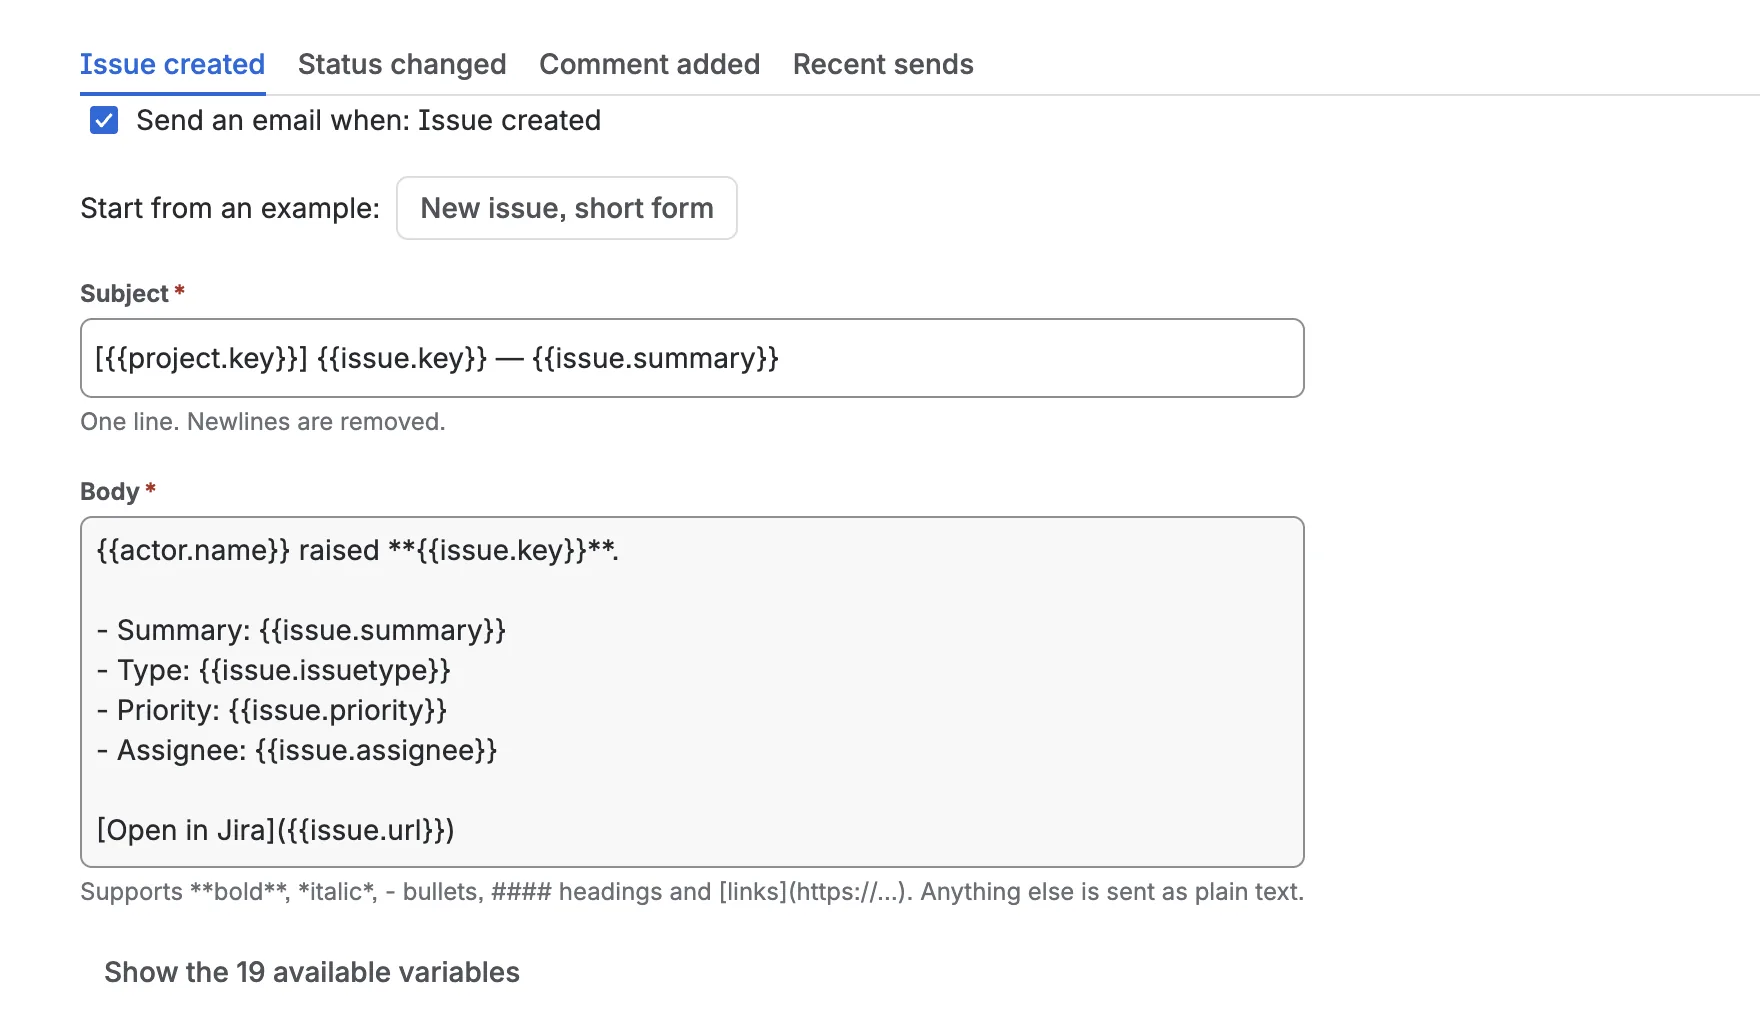 Issue created Status changed Comment added Recent sends
Send an email when: Issue created
Start from an example: New issue, short form
Subject *
[{{project.key}}] {{issue.key}} — {{issue.summary}}
One line. Newlines are removed.
Body *
{{actor.name}} raised **{{issue.key}}**.
- Summary: {{issue.summary}}
- Type: {{issue.issuetype}}
- Priority: {{issue.priority}}
- Assignee: {{issue.assignee}}
[Open in Jira]({{issue.url}})
Supports **bold**, *italic*, - bullets, #### headings and [links](https://...). Anything else is sent as plain text.
Show the 19 available variables